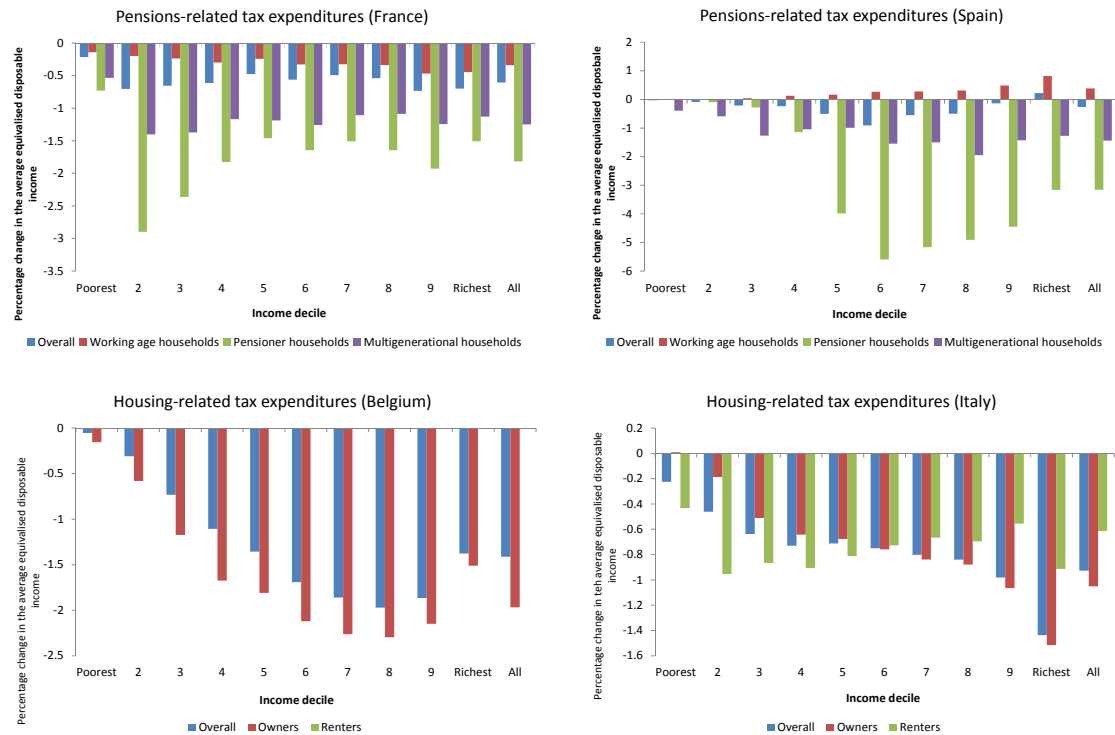 Pensions-related tax expenditures (France)
Percentage change in the average equivalised disposable
income
0
-0.5
-1
-1.5
-2
-2.5
-3
-3.5
Poorest 2 3 4 5 6 7 8 9 Richest All
Income decile
Overall Working age households Pensioner households Multigenerational households
Pensions-related tax expenditures (Spain)
Percentage change in the average equivalised disposbale
income
2
1
0
-1
-2
-3
-4
-5
-6
Poorest 2 3 4 5 6 7 8 9 Richest All
Income decile
Overall Working age households Pensioner households Multigenerational households
Housing-related tax expenditures (Belgium)
Percentage change in the average equivalised disposable
income
0
-0.5
-1
-1.5
-2
-2.5
Poorest 2 3 4 5 6 7 8 9 Richest All
Income decile
Overall Owners Renters
Housing-related tax expenditures (Italy)
Percentage change in teh average equivalised disposable
income
0.2
0
-0.2
-0.4
-0.6
-0.8
-1
-1.2
-1.4
-1.6
Poorest 2 3 4 5 6 7 8 9 Richest All
Income decile
Overall Owners Renters